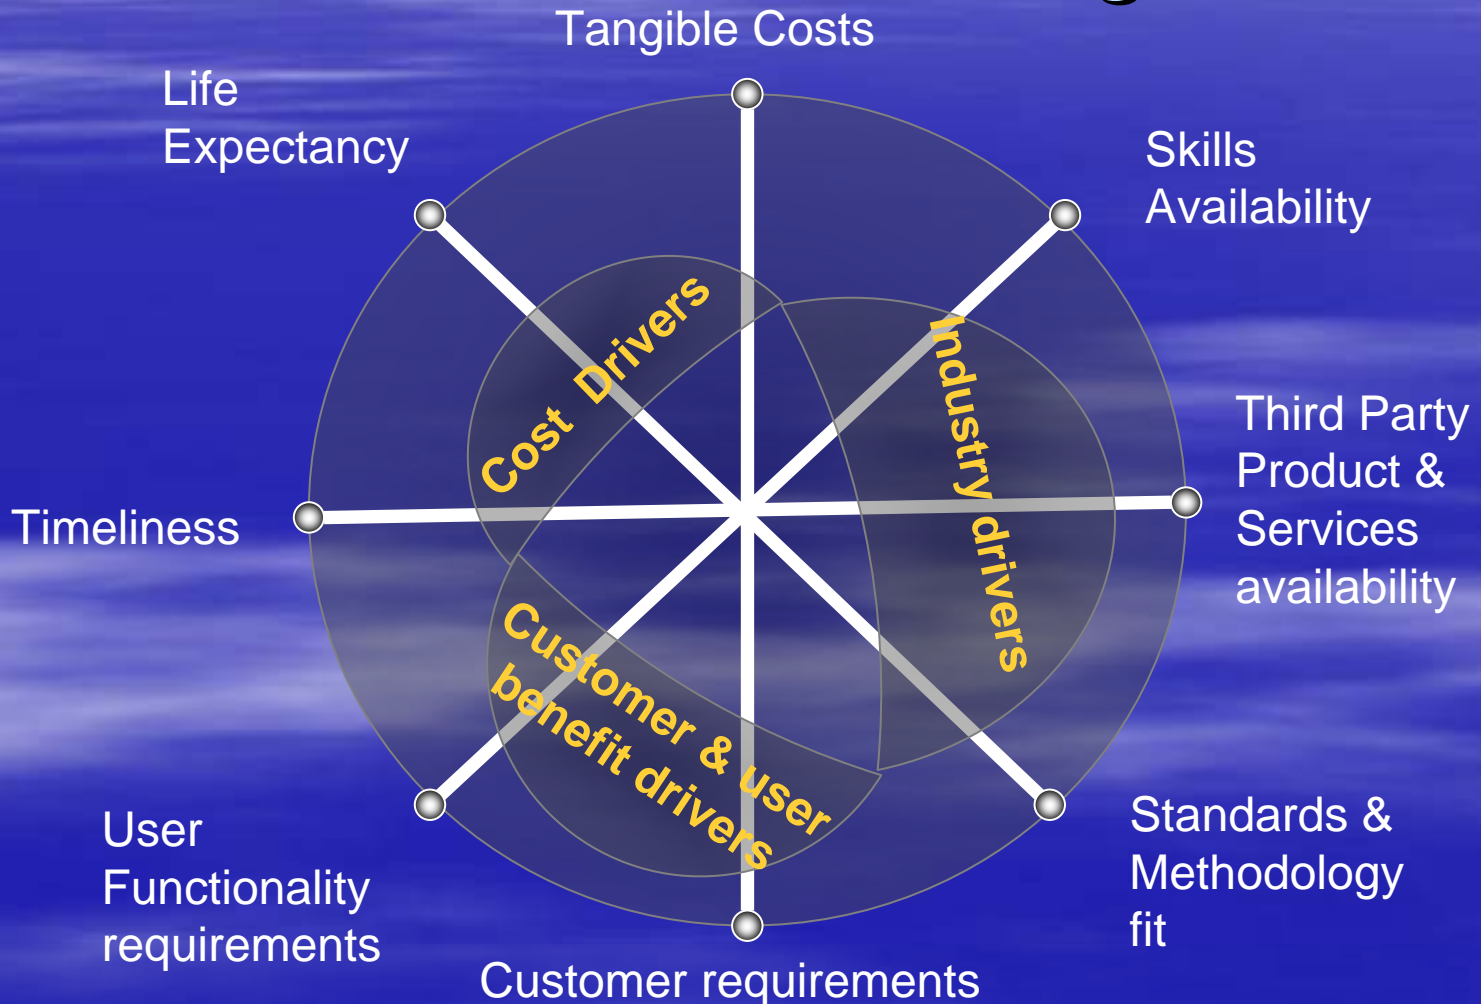 Tangible Costs
Life
Expectancy
Skills
Availability
Cost Drivers
Industry drivers
Third Party
Product &
Services
availability
Timeliness
Customer & user
benefit drivers
User
Functionality
requirements
Standards &
Methodology
fit
Customer requirements